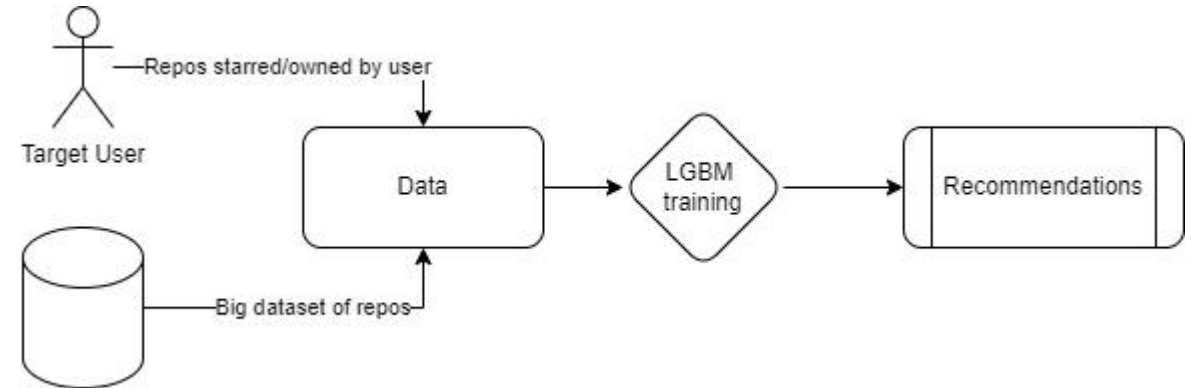 Repos starred/owned by user
Target User
Data
LGBM
training
Recommendations
Big dataset of repos